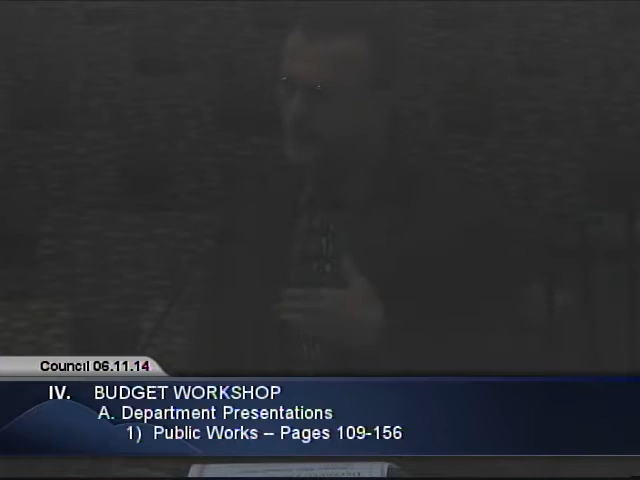 Council 06.11.14
IV. BUDGET WORKSHOP
A. Department Presentations
1) Public Works – Pages 109-156